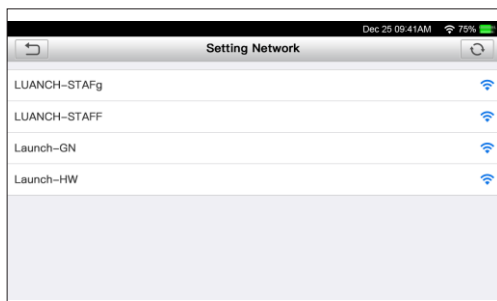 Dec 25 09:41AM 75%
Setting Network
LUANCH-STAFg
LUANCH-STAFF
Launch-GN
Launch-HW